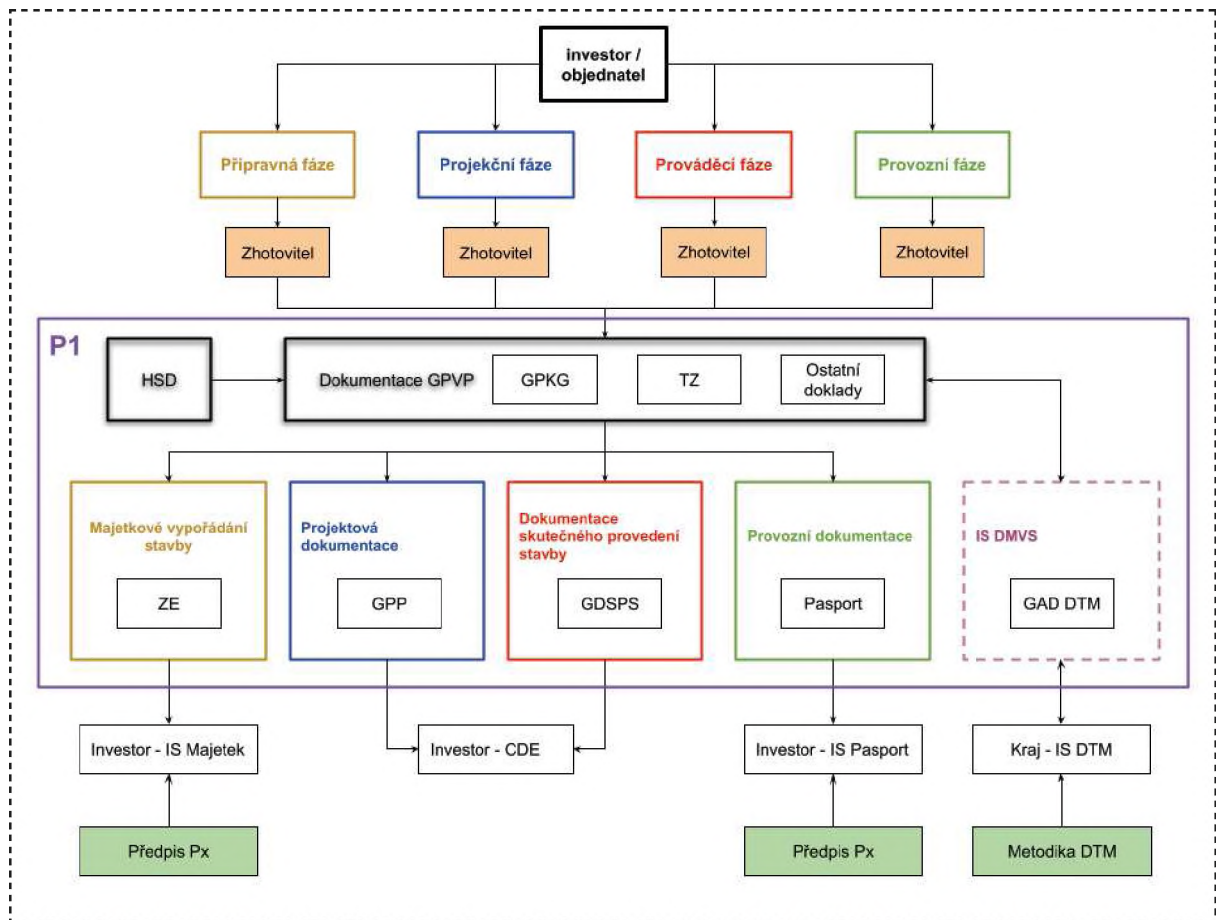 investor /
objednatel
Přípravná fáze
Projekční fáze
Prováděcí fáze
Provozní fáze
Zhotovitel
Zhotovitel
Zhotovitel
Zhotovitel
P1
HSD
Dokumentace GPVP
GPKG
TZ
Ostatní
doklady
Majetkové vypořádání
stavby
ZE
Projektová
dokumentace
GPP
Dokumentace
skutečného provedení
stavby
GDSPS
Provozní dokumentace
Pasport
IS DMVS
GAD DTM
Investor - IS Majetek
Investor - CDE
Investor - IS Pasport
Kraj - IS DTM
Předpis Px
Předpis Px
Metodika DTM